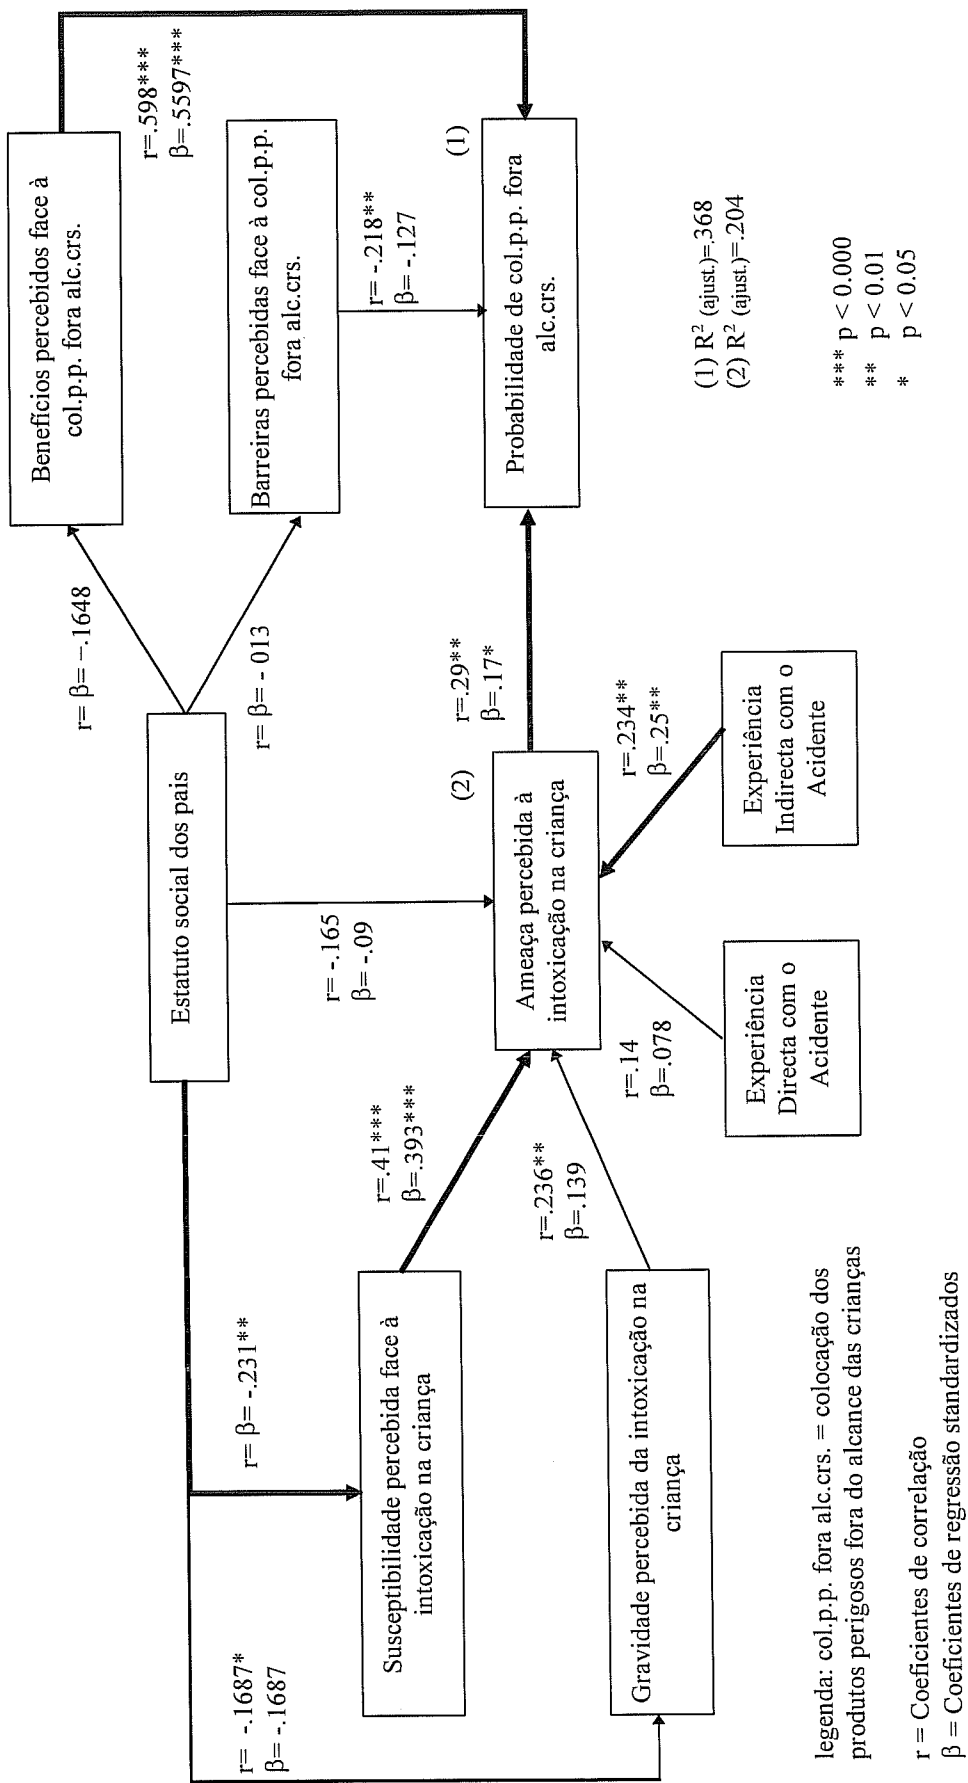 Estatuto social dos pais
r= -.1687*
β= -.1687
r= β= -.231**
r= -.165
β= -.09
r= β= −.1648
r= β= - 013
Benefícios percebidos face à
col.p.p. fora alc.crs.
r=.598***
β=.5597***
Barreiras percebidas face à col.p.p.
fora alc.crs.
r= -.218**
β= -.127
Susceptibilidade percebida face à
intoxicação na criança
r=.41***
β=.393***
Gravidade percebida da intoxicação na
criança
r=.236**
β=.139
(2)
Ameaça percebida à
intoxicação na criança
r=.29**
β=.17*
(1)
Probabilidade de col.p.p. fora
alc.crs.
r=.14
β=.078
r=.234**
β=.25**
Experiência
Directa com o
Acidente
Experiência
Indirecta com o
Acidente
(1) R² (ajust.)=.368
(2) R² (ajust.)=.204
*** p < 0.000
** p < 0.01
* p < 0.05
legenda: col.p.p. fora alc.crs. = colocação dos
produtos perigosos fora do alcance das crianças
r = Coeficientes de correlação
β = Coeficientes de regressão standardizados